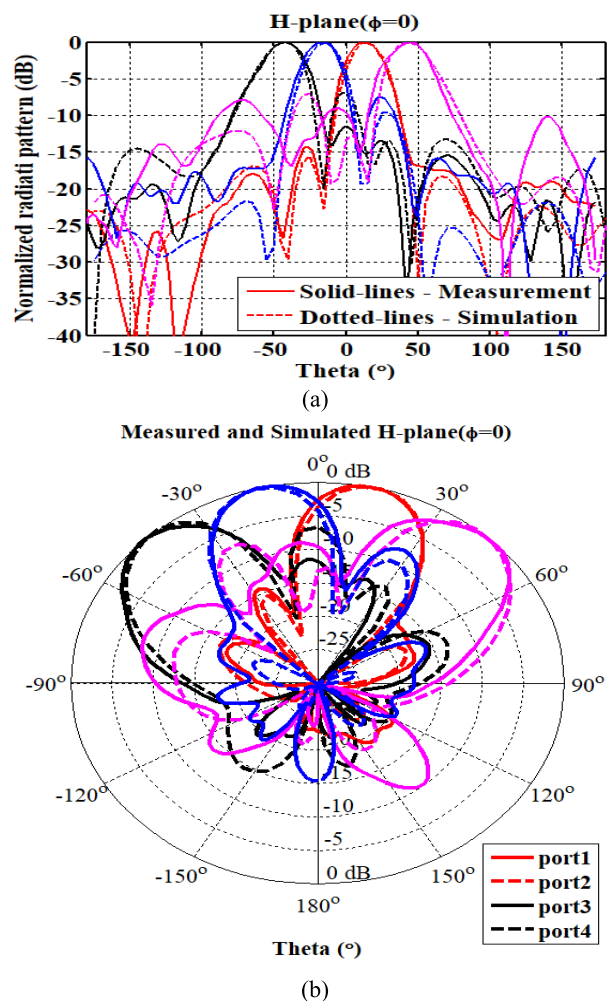 H-plane(ϕ=0)
Normalized radiati pattern (dB)
0
-5
-10
-15
-20
-25
-30
-35
-40
Solid-lines - Measurement
Dotted-lines - Simulation
-150 -100 -50 0 50 100 150
Theta (°)
(a)
Measured and Simulated H-plane(ϕ=0)
0° 0 dB
-30° 30°
-60° 60°
-90° 90°
-120° 120°
-150° 150°
180°
-25
-15
-10
-5
0 dB
port1
port2
port3
port4
Theta (°)
(b)